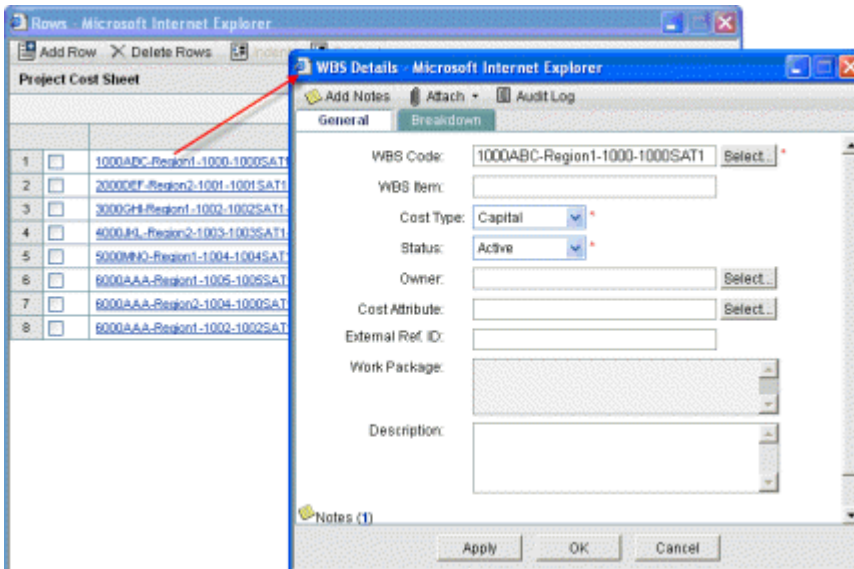 Rows - Microsoft Internet Explorer
Add Row Delete Rows
Project Cost Sheet
1 1000ABC-Region1-1000-1000SAT1
2 2000DEF-Region2-1001-1001SAT1
3 3000GHI-Region1-1002-1002SAT1-
4 4000JKL-Region2-1003-1003SAT1-
5 5000MNO-Region1-1004-1004SAT
6 6000AAA-Region1-1005-1005SAT
7 6000AAA-Region2-1004-1000SAT
8 6000AAA-Region1-1002-1002SAT
WBS Details - Microsoft Internet Explorer
Add Notes Attach Audit Log
General Breakdown
WBS Code: 1000ABC-Region1-1000-1000SAT1 Select... *
WBS Item:
Cost Type: Capital *
Status: Active *
Owner: Select...
Cost Attribute: Select...
External Ref. ID:
Work Package:
Description:
Notes (1)
Apply OK Cancel